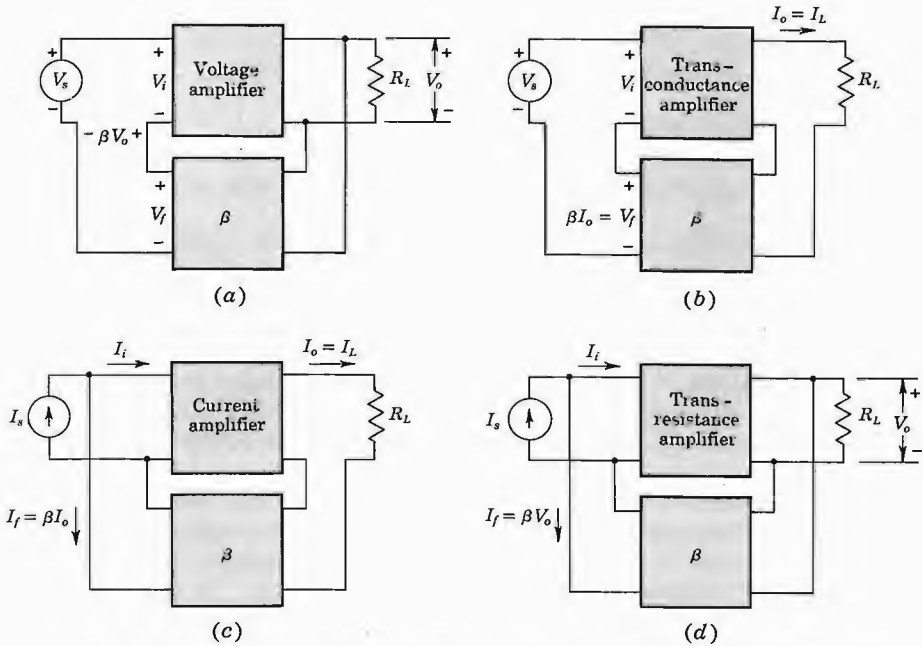 I_o = I_L
+
+
V_s
−
V_i
−
Voltage
amplifier
R_L
+
V_o
−
− βV_o +
+
V_f
−
β
(a)
+
+
V_s
−
V_i
−
Trans-
conductance
amplifier
R_L
+
βI_o = V_f
−
β
(b)
I_i
I_o = I_L
I_s
Current
amplifier
R_L
I_f = βI_o
β
(c)
I_i
I_s
Trans-
resistance
amplifier
R_L
+
V_o
−
I_f = βV_o
β
(d)